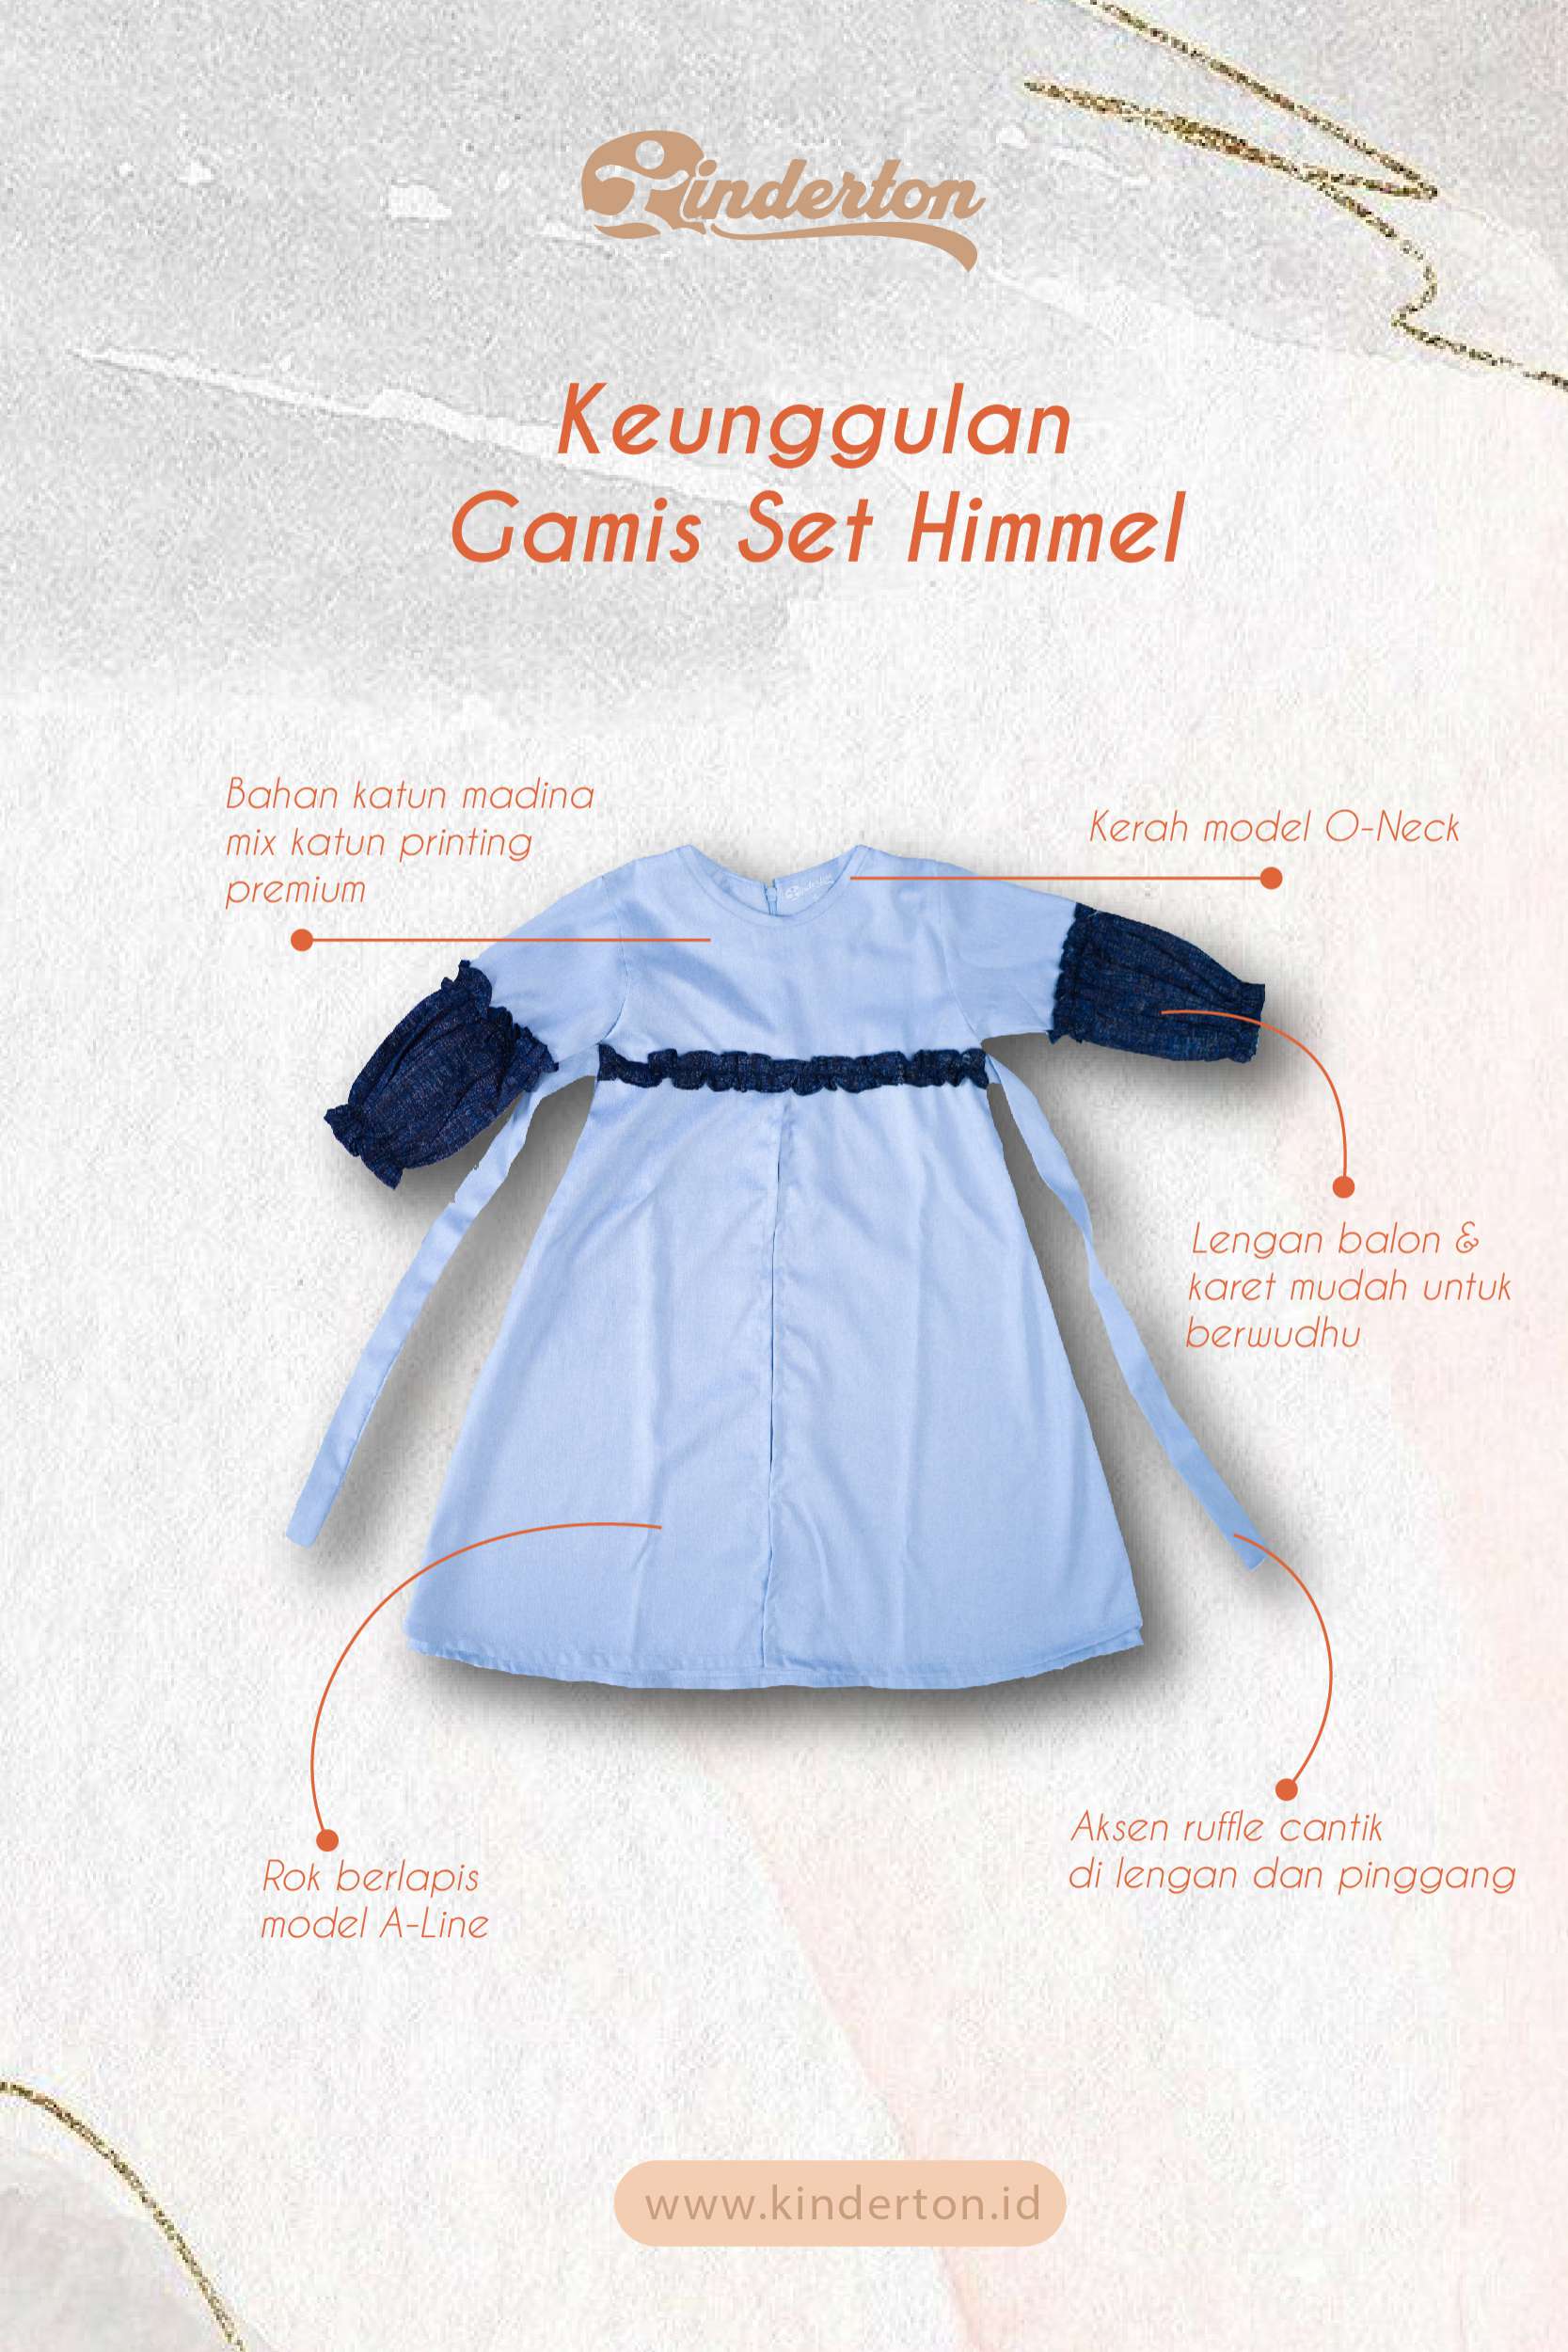 Kinderton
Keunggulan
Gamis Set Himmel
Bahan katun madina
mix katun printing
premium
Kerah model O-Neck
Lengan balon &
karet mudah untuk
berwudhu
Aksen ruffle cantik
di lengan dan pinggang
Rok berlapis
model A-Line
www.kinderton.id